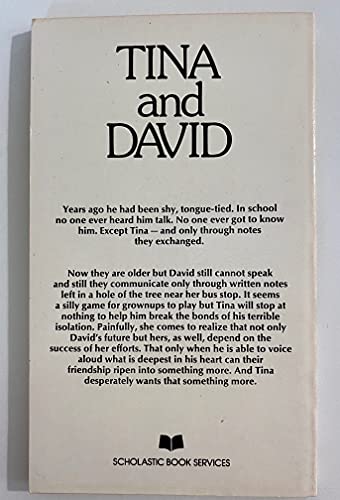 TINA
and
DAVID
Years ago he had been shy, tongue-tied. In school
no one ever heard him talk. No one ever got to know
him. Except Tina — and only through notes
they exchanged.
Now they are older but David still cannot speak
and still they communicate only through written notes
left in a hole of the tree near her bus stop. It seems
a silly game for grownups to play but Tina will stop at
nothing to help him break the bonds of his terrible
isolation. Painfully, she comes to realize that not only
David's future but hers, as well, depend on the
success of her efforts. That only when he is able to voice
aloud what is deepest in his heart can their
friendship ripen into something more. And Tina
desperately wants that something more.
SCHOLASTIC BOOK SERVICES